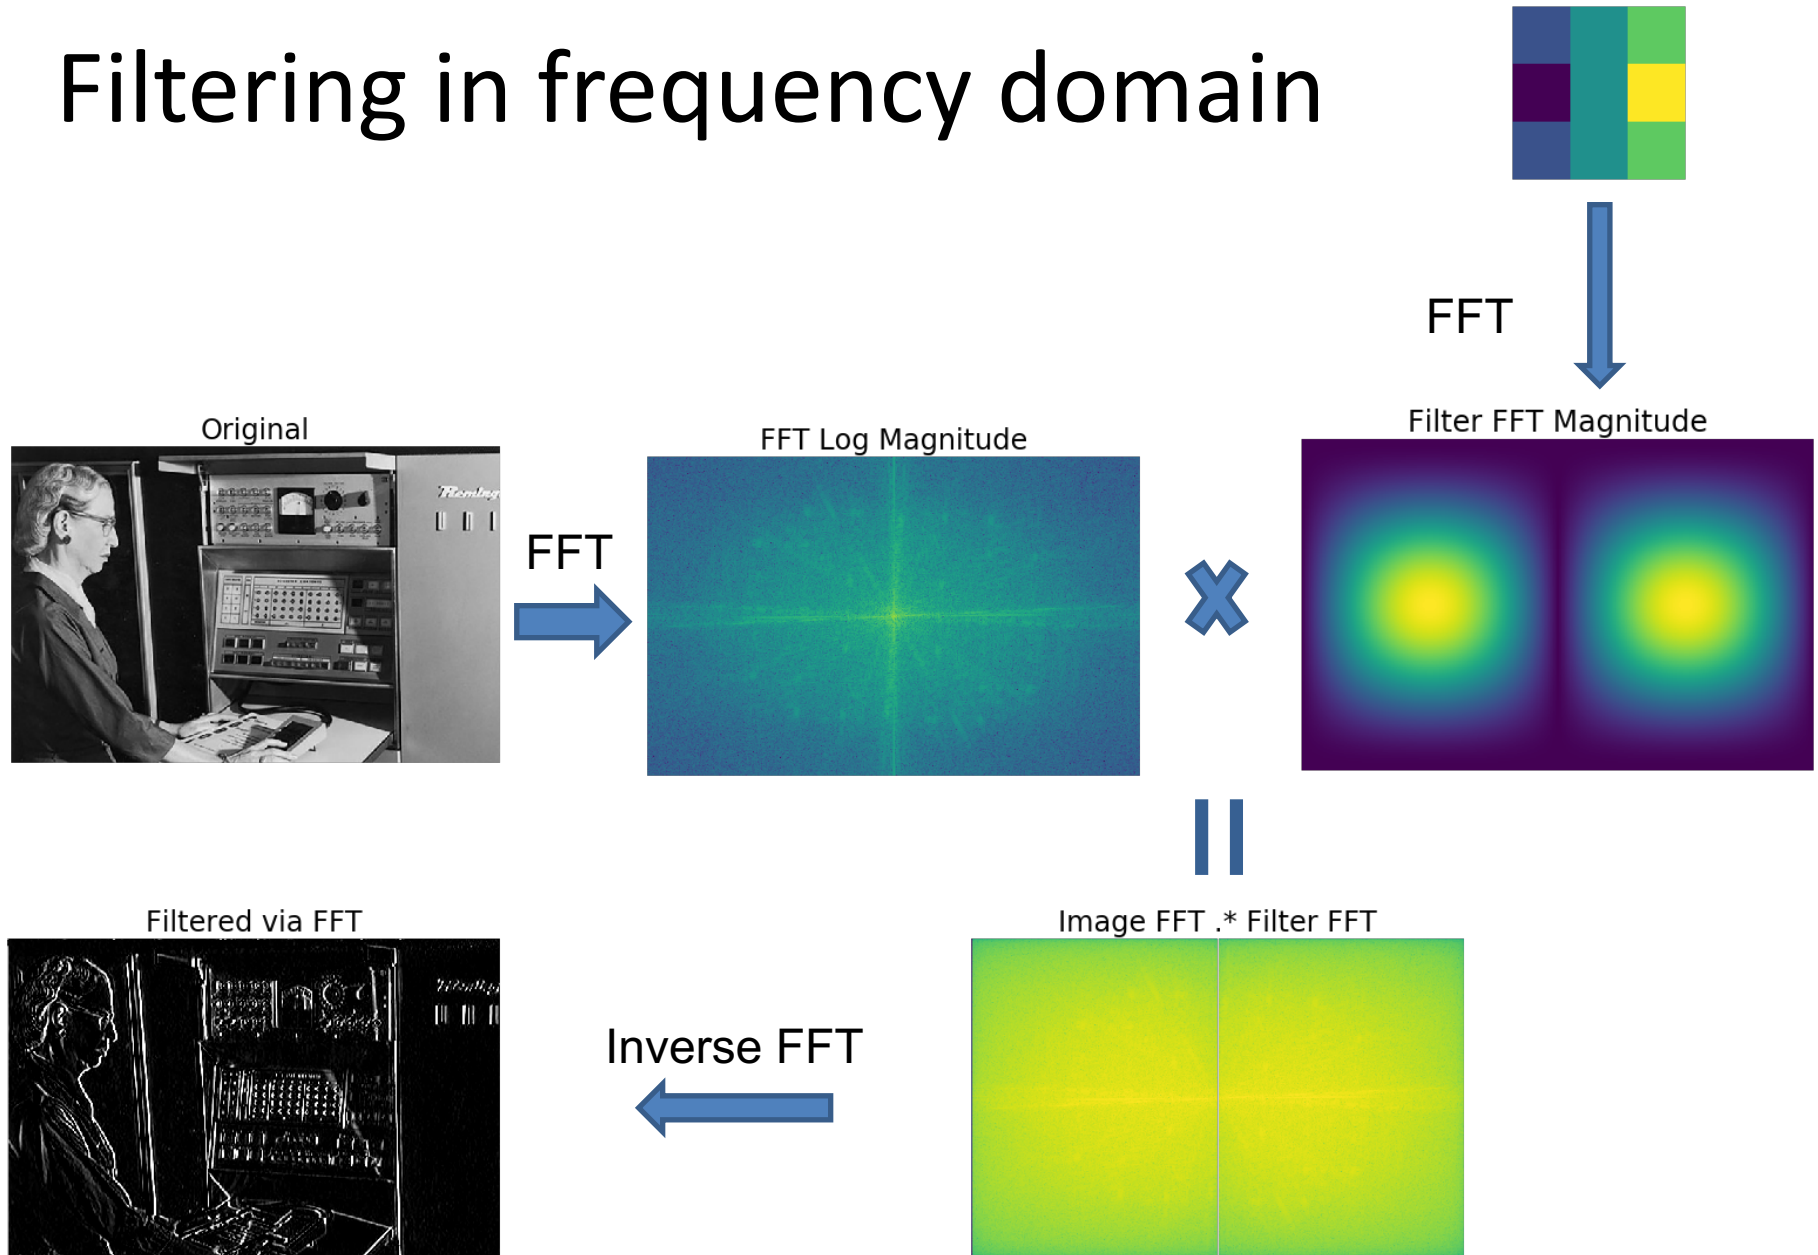 Filtering in frequency domain
FFT
Original
FFT Log Magnitude
Filter FFT Magnitude
FFT
Filtered via FFT
Image FFT .* Filter FFT
Inverse FFT